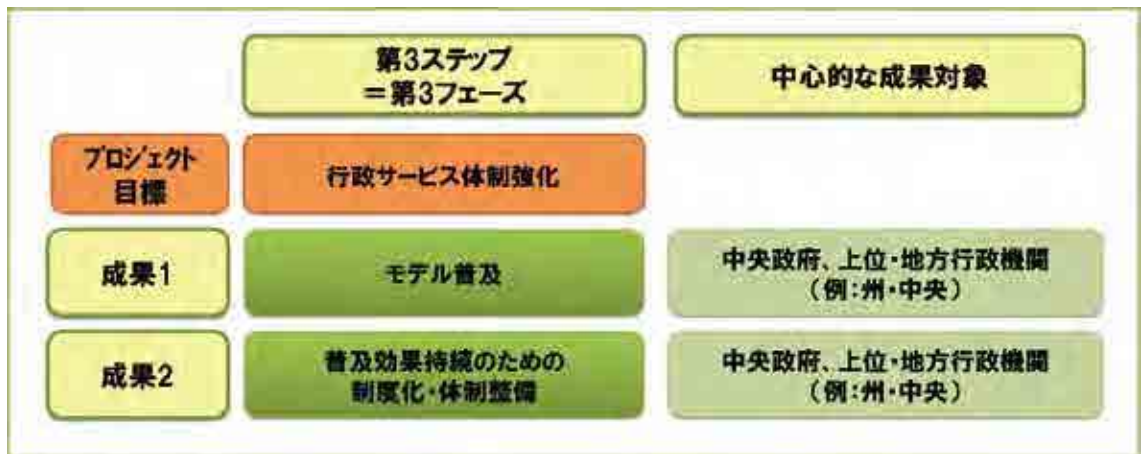 第3ステップ
＝第3フェーズ
中心的な成果対象
プロジェクト
目標
行政サービス体制強化
成果1
モデル普及
中央政府、上位・地方行政機関
（例：州・中央）
成果2
普及効果持続のための
制度化・体制整備
中央政府、上位・地方行政機関
（例：州・中央）